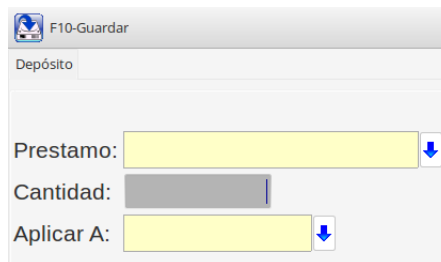 F10-Guardar
Depósito
Prestamo:
Cantidad:
Aplicar A: